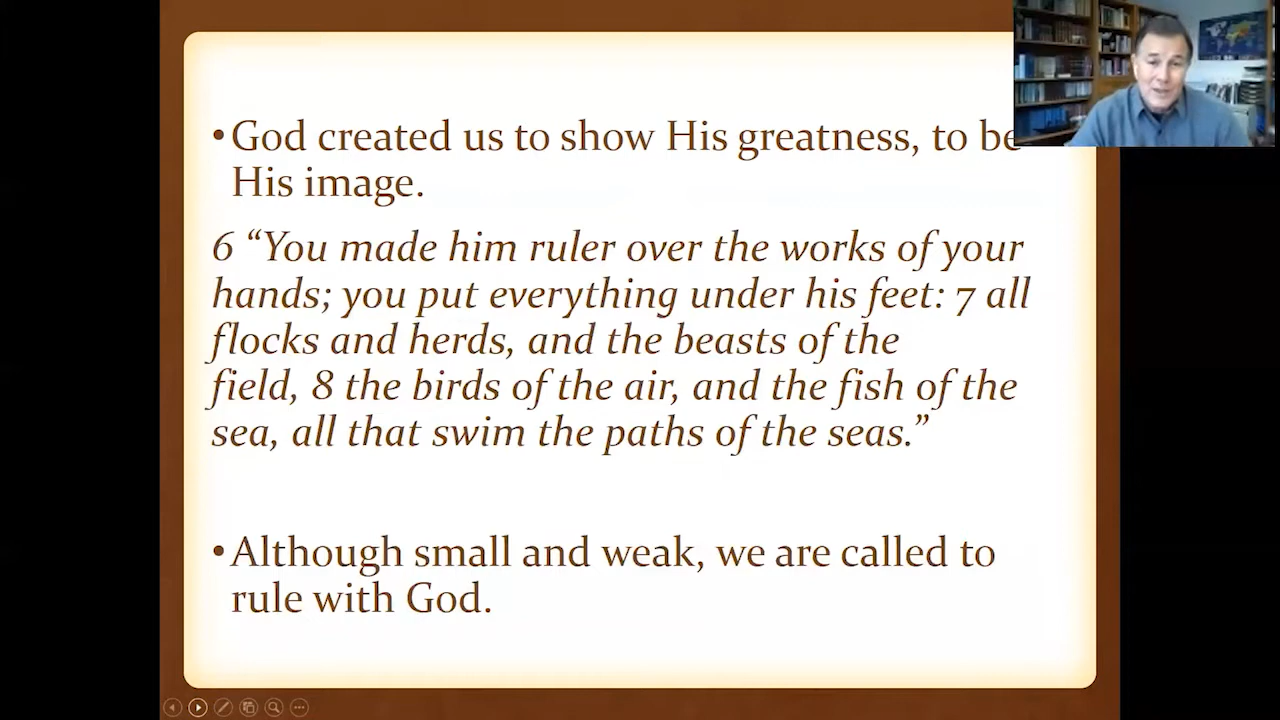 •God created us to show His greatness, to be
His image.
6 “You made him ruler over the works of your
hands; you put everything under his feet: 7 all
flocks and herds, and the beasts of the
field, 8 the birds of the air, and the fish of the
sea, all that swim the paths of the seas.”
•Although small and weak, we are called to
rule with God.